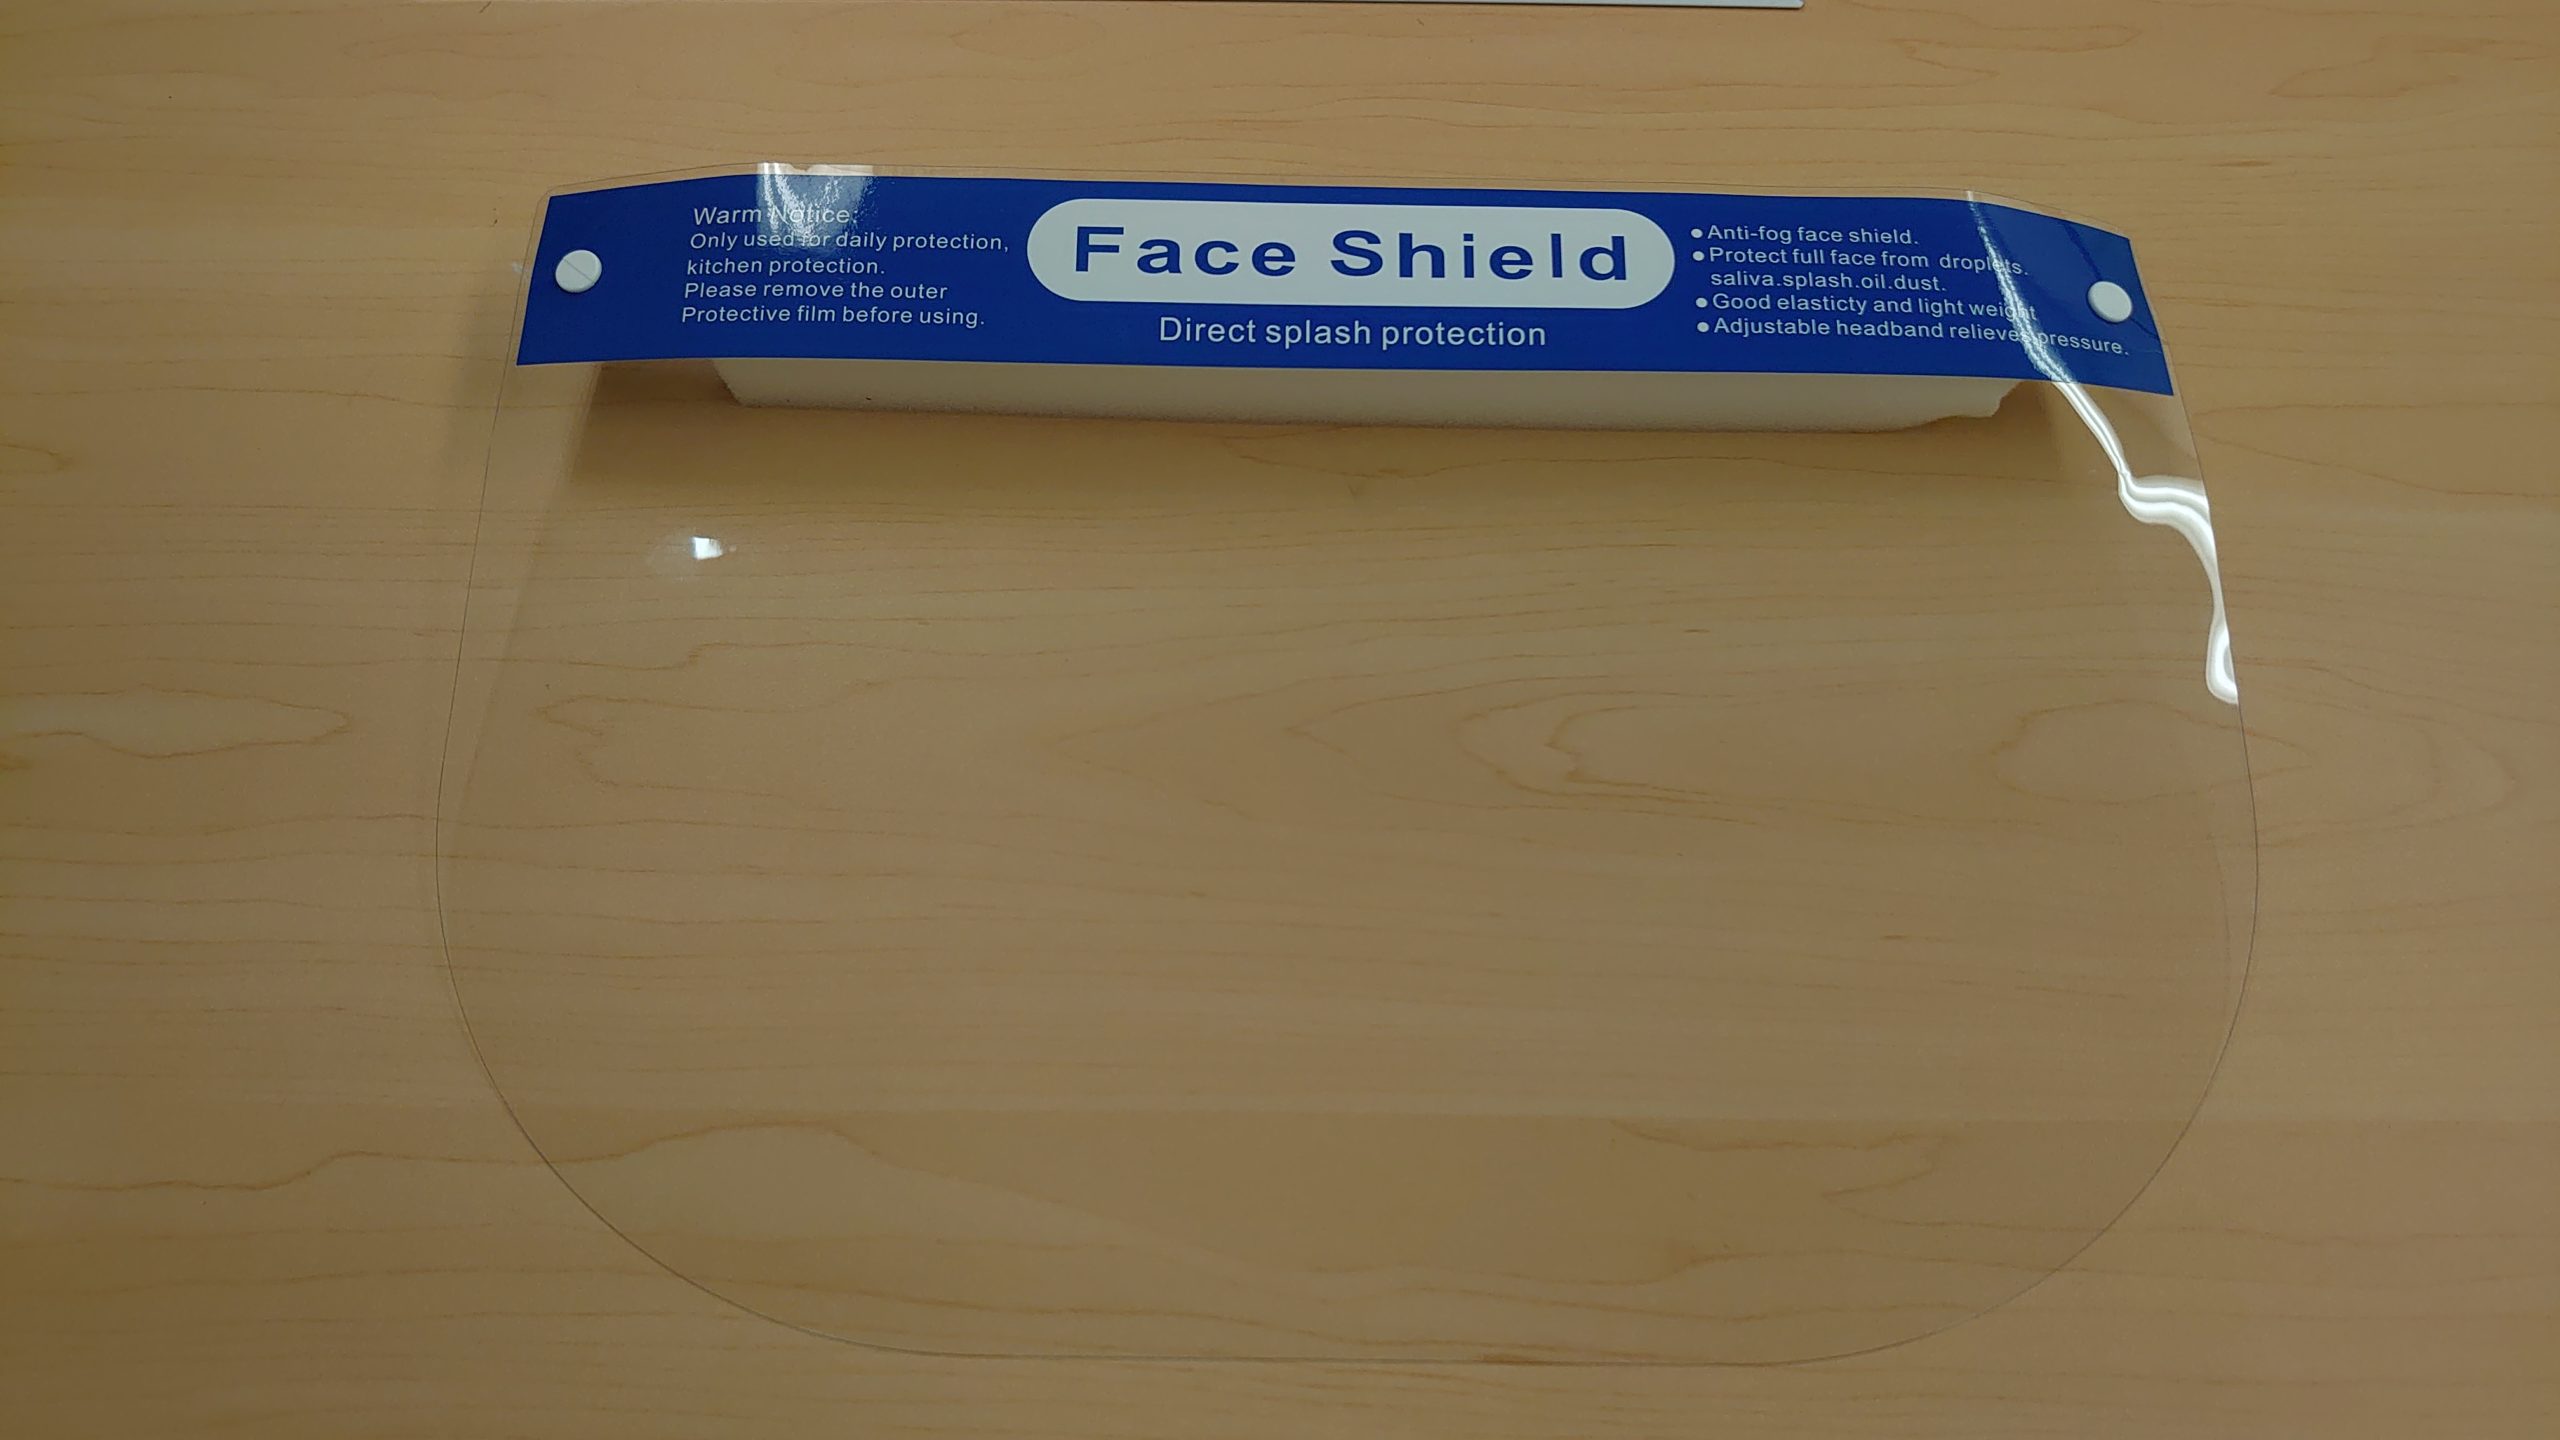 Warm Notice:
Only used for daily protection,
kitchen protection.
Please remove the outer
Protective film before using.
Face Shield
Direct splash protection
●Anti-fog face shield.
●Protect full face from droplets.
saliva.splash.oil.dust.
●Good elasticty and light weight
●Adjustable headband relieves pressure.